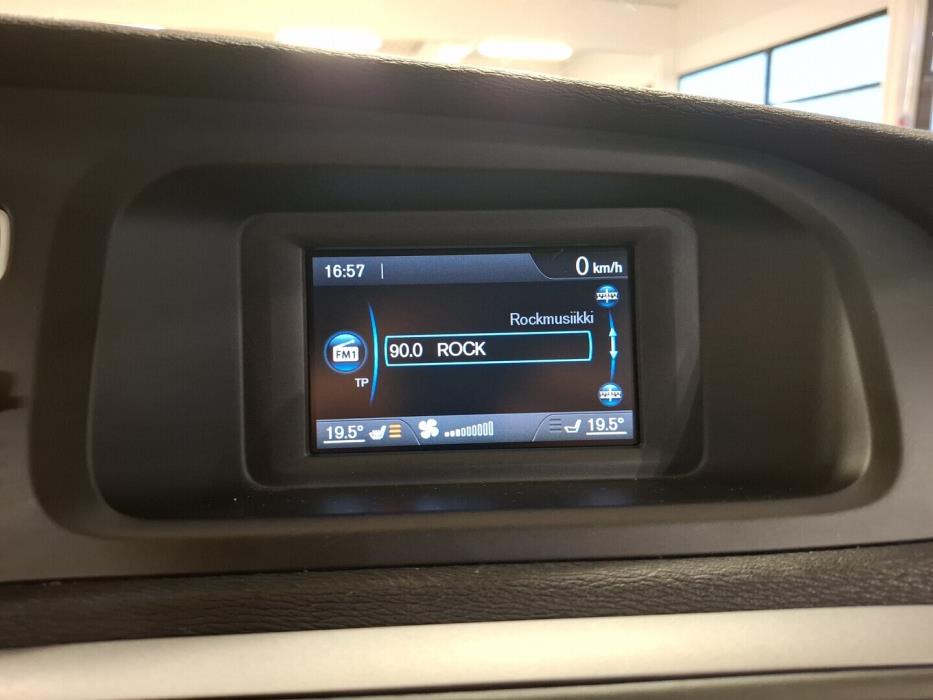 16:57
0 km/h
Rockmusiikki
FM1
90.0 ROCK
TP
19.5°
19.5°